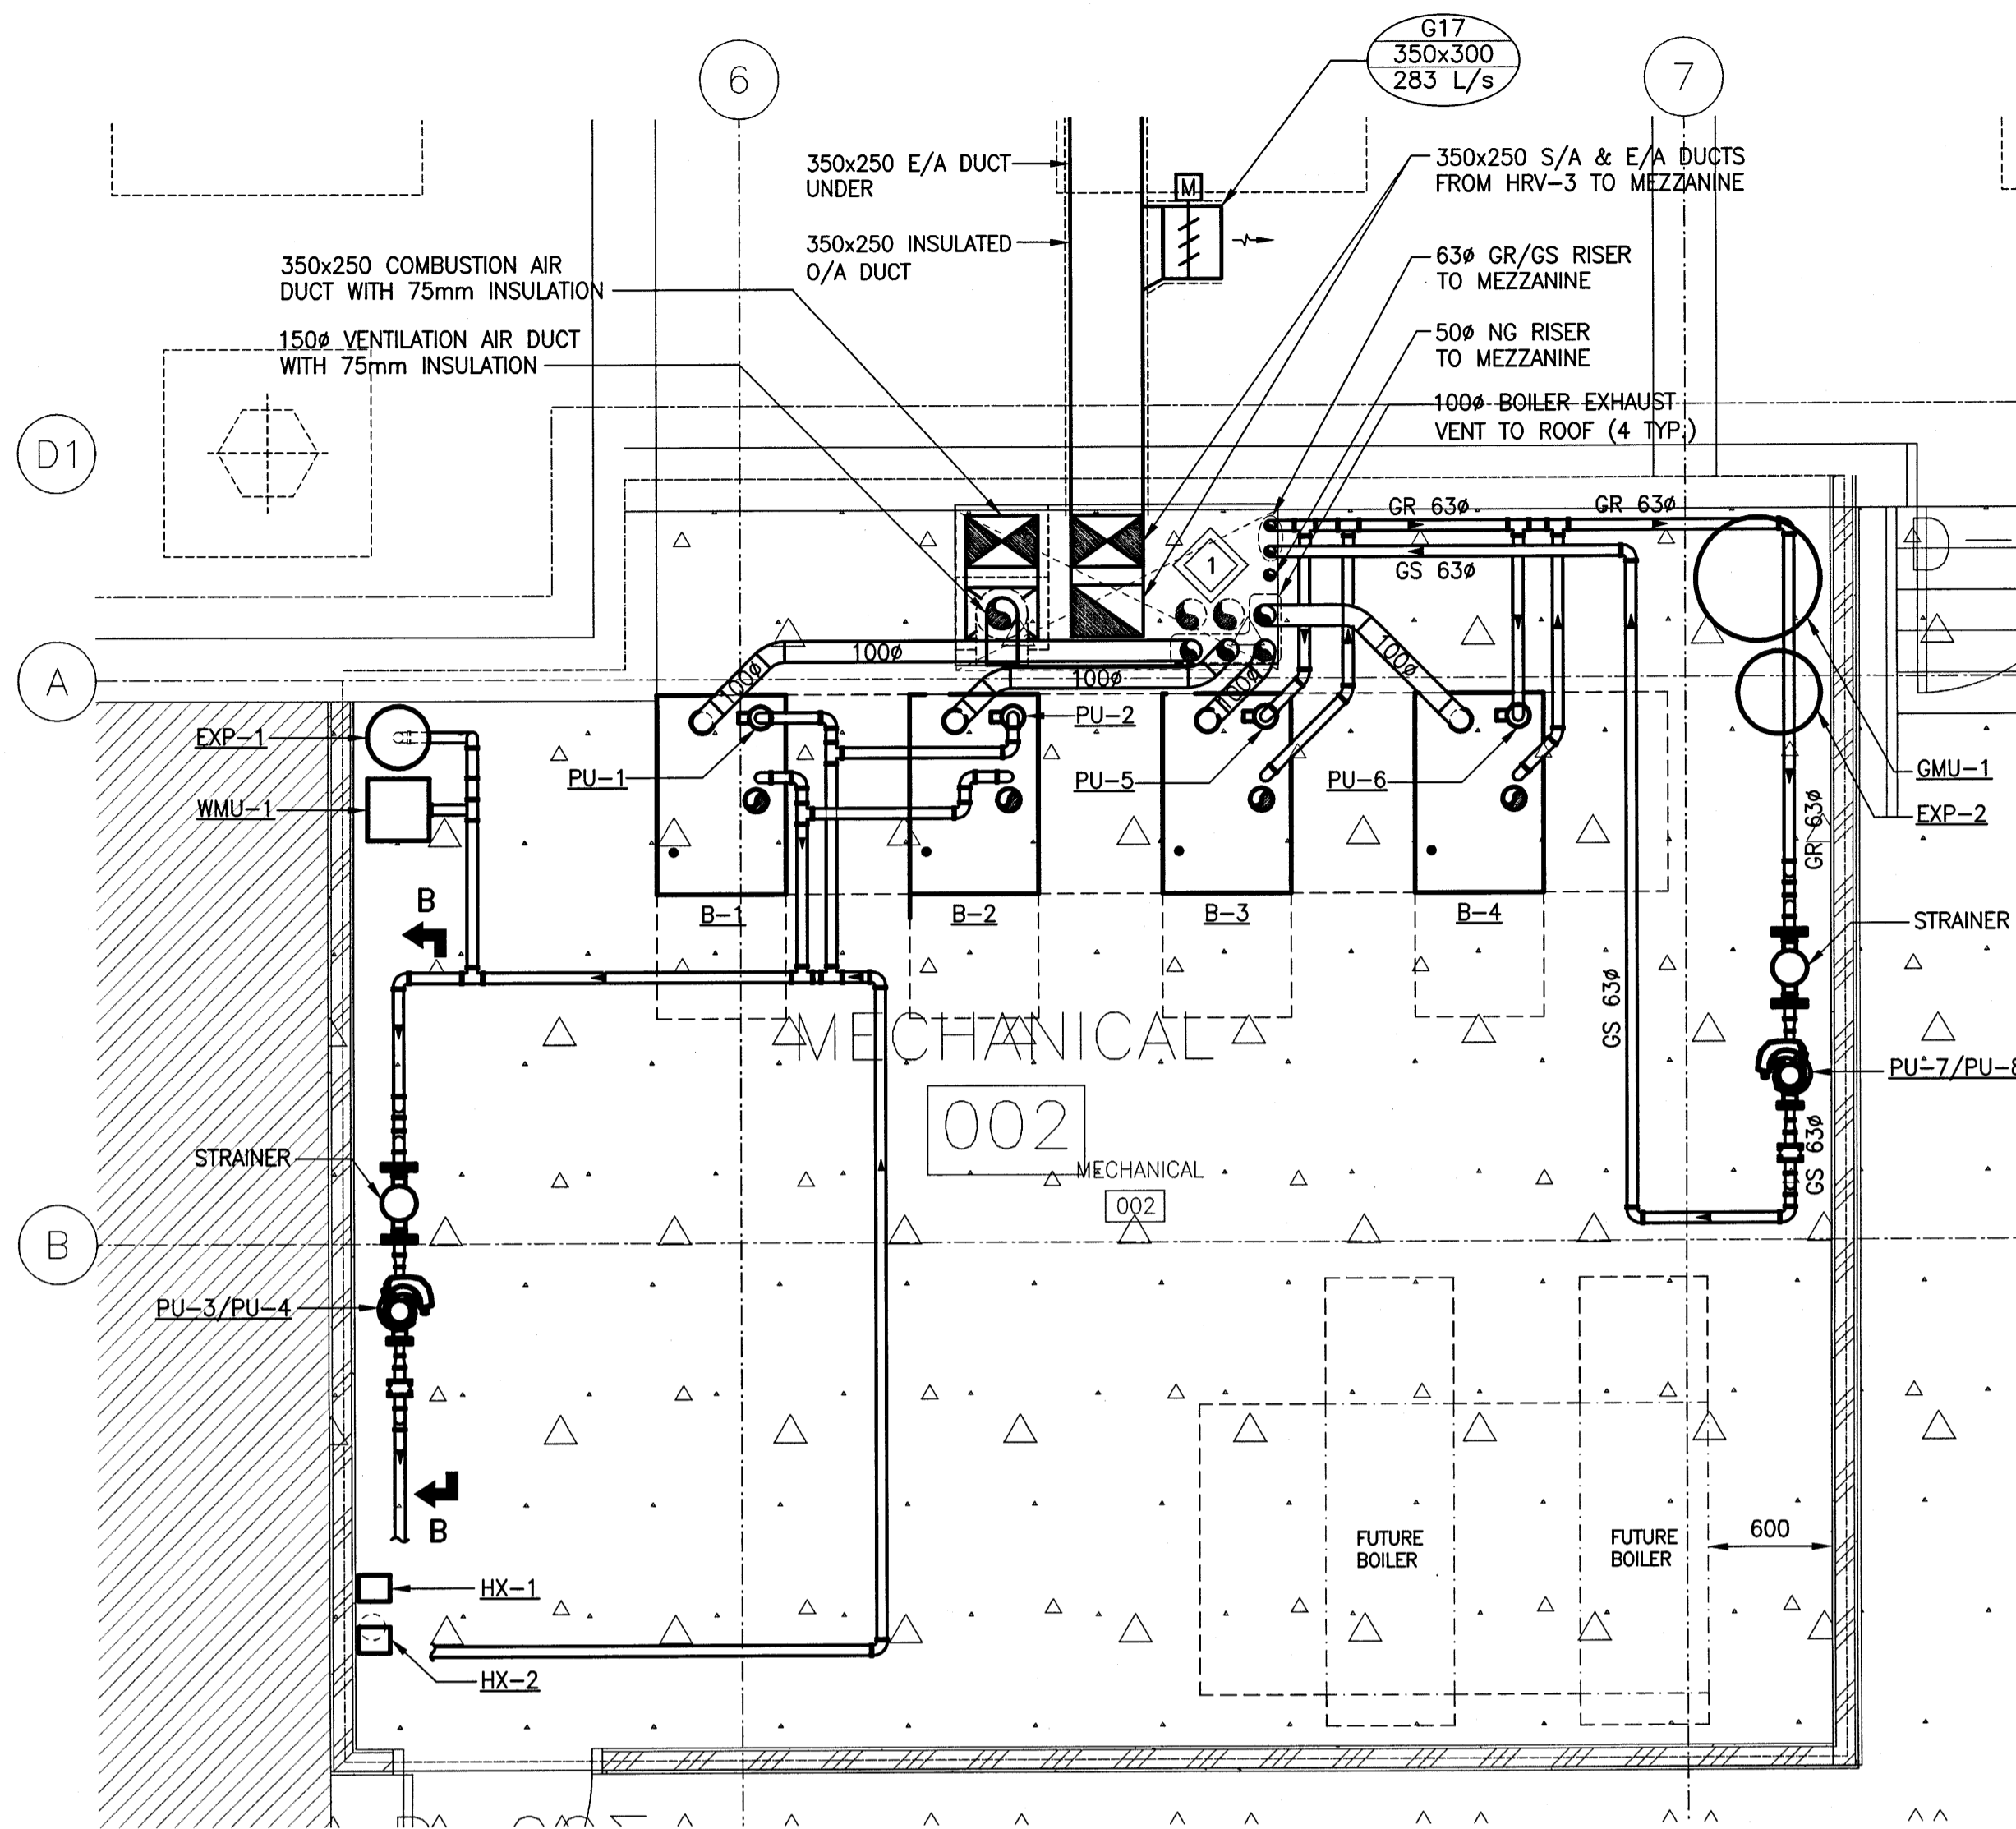 G17
350x300
283 L/s
6
7
350x250 E/A DUCT
UNDER
M
350x250 S/A & E/A DUCTS
FROM HRV-3 TO MEZZANINE
350x250 INSULATED
O/A DUCT
63ø GR/GS RISER
TO MEZZANINE
350x250 COMBUSTION AIR
DUCT WITH 75mm INSULATION
150ø VENTILATION AIR DUCT
WITH 75mm INSULATION
50ø NG RISER
TO MEZZANINE
100ø BOILER EXHAUST
VENT TO ROOF (4 TYP.)
D1
GR 63ø
GR 63ø
GS 63ø
1
A
100ø
100ø
100ø
100ø
100ø
EXP-1
PU-1
PU-2
PU-5
PU-6
GMU-1
WMU-1
EXP-2
GR 63ø
B
B-1
B-2
B-3
B-4
STRAINER
GS 63ø
MECHANICAL
002
PU-7/PU-8
GS 63ø
STRAINER
MECHANICAL
002
B
PU-3/PU-4
B
FUTURE
BOILER
FUTURE
BOILER
600
HX-1
HX-2